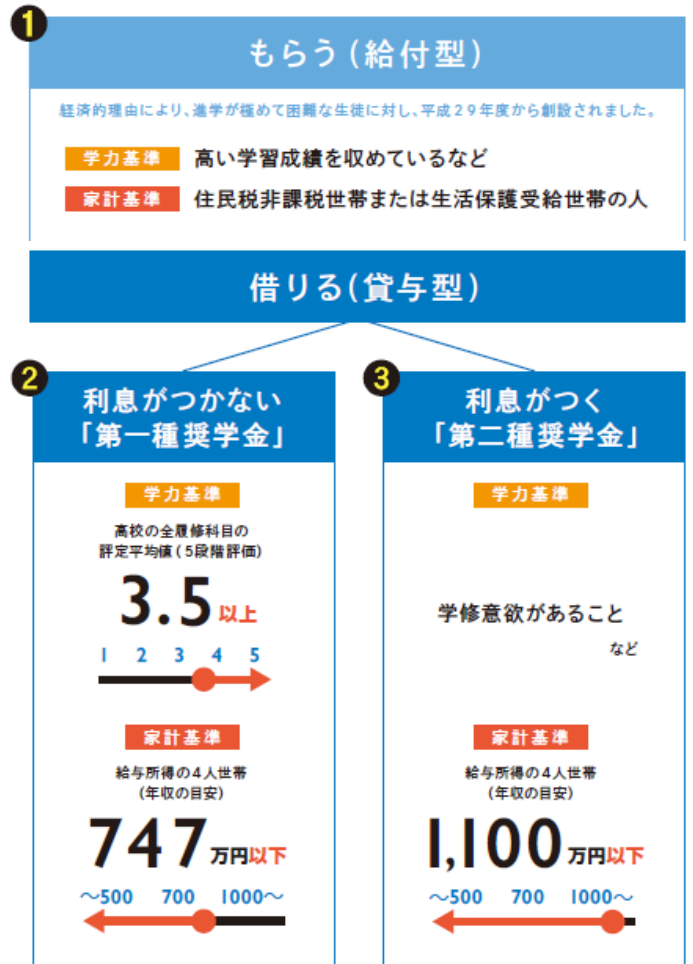 1
もらう(給付型)
経済的理由により、進学が極めて困難な生徒に対し、平成29年度から創設されました。
学力基準 高い学習成績を収めているなど
家計基準 住民税非課税世帯または生活保護受給世帯の人
借りる(貸与型)
2
利息がつかない
「第一種奨学金」
学力基準
高校の全履修科目の
評定平均値(5段階評価)
3.5以上
1 2 3 4 5
家計基準
給与所得の4人世帯
(年収の目安)
747万円以下
〜500 700 1000〜
3
利息がつく
「第二種奨学金」
学力基準
学修意欲があること
など
家計基準
給与所得の4人世帯
(年収の目安)
1,100万円以下
〜500 700 1000〜